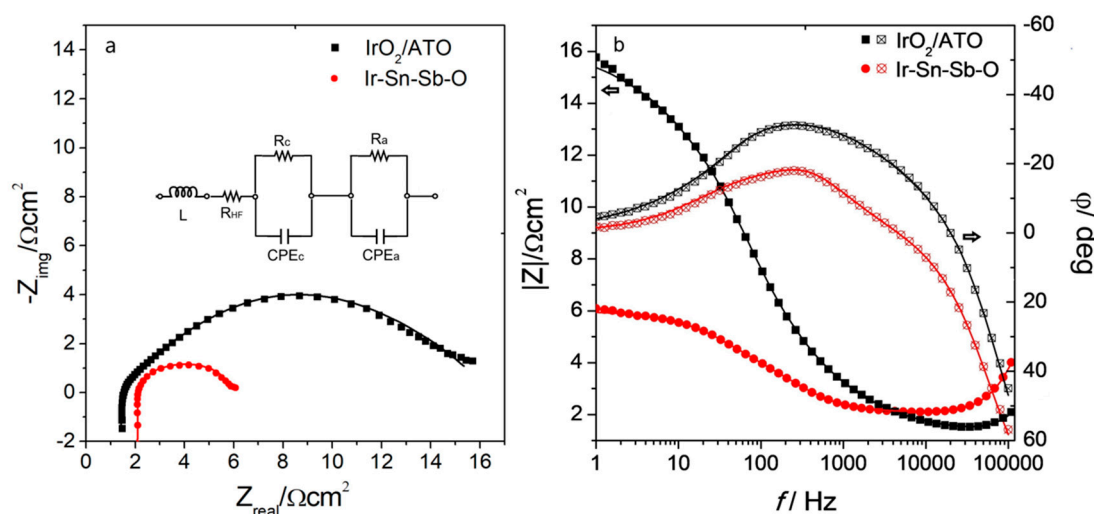 a
IrO₂/ATO
Ir-Sn-Sb-O
Rc
Ra
L
RHF
CPEc
CPEa
14
12
10
8
6
4
2
0
-2
-Zimg/Ωcm²
0 2 4 6 8 10 12 14 16
Zreal/Ωcm²
b
IrO₂/ATO
Ir-Sn-Sb-O
16
14
12
10
8
6
4
2
|Z|/Ωcm²
-60
-40
-20
0
20
40
60
φ/ deg
1 10 100 1000 10000 100000
f/ Hz